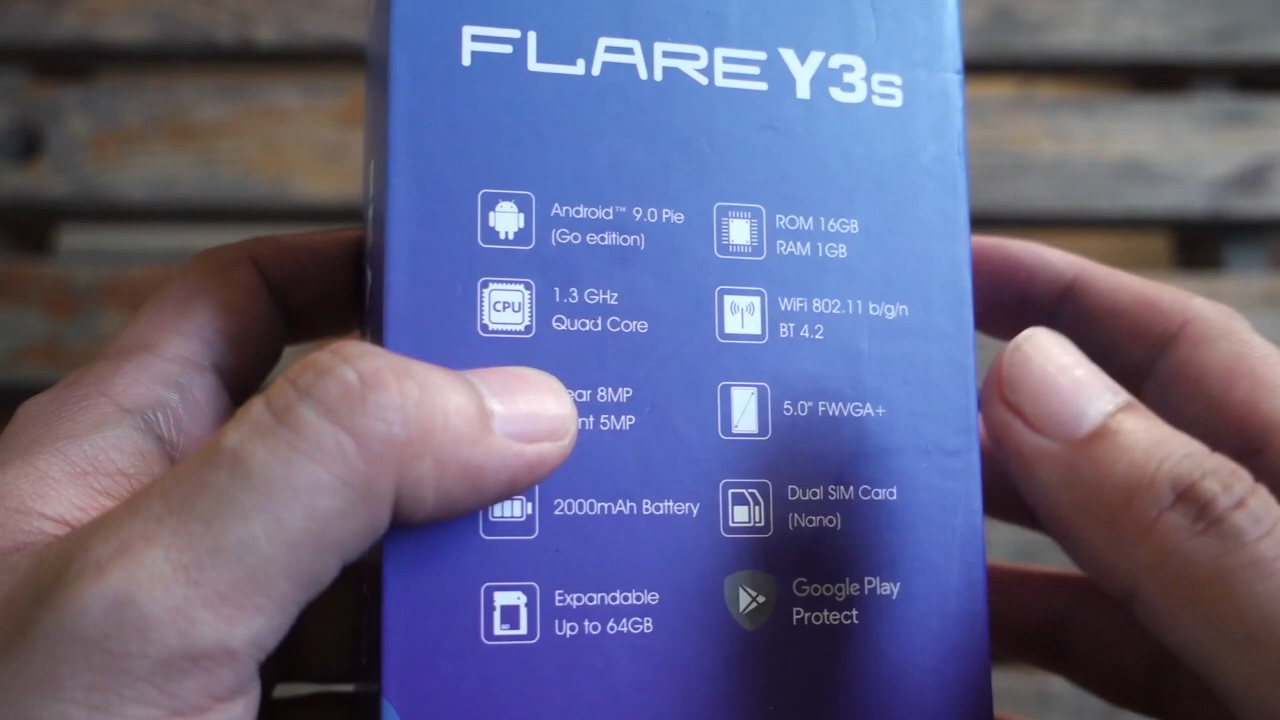 FLARE Y3s
Android™ 9.0 Pie
(Go edition)
ROM 16GB
RAM 1GB
CPU
1.3 GHz
Quad Core
WiFi 802.11 b/g/n
BT 4.2
8MP
5MP
5.0" FWVGA+
2000mAh Battery
Dual SIM Card
(Nano)
Expandable
Up to 64GB
Google Play
Protect